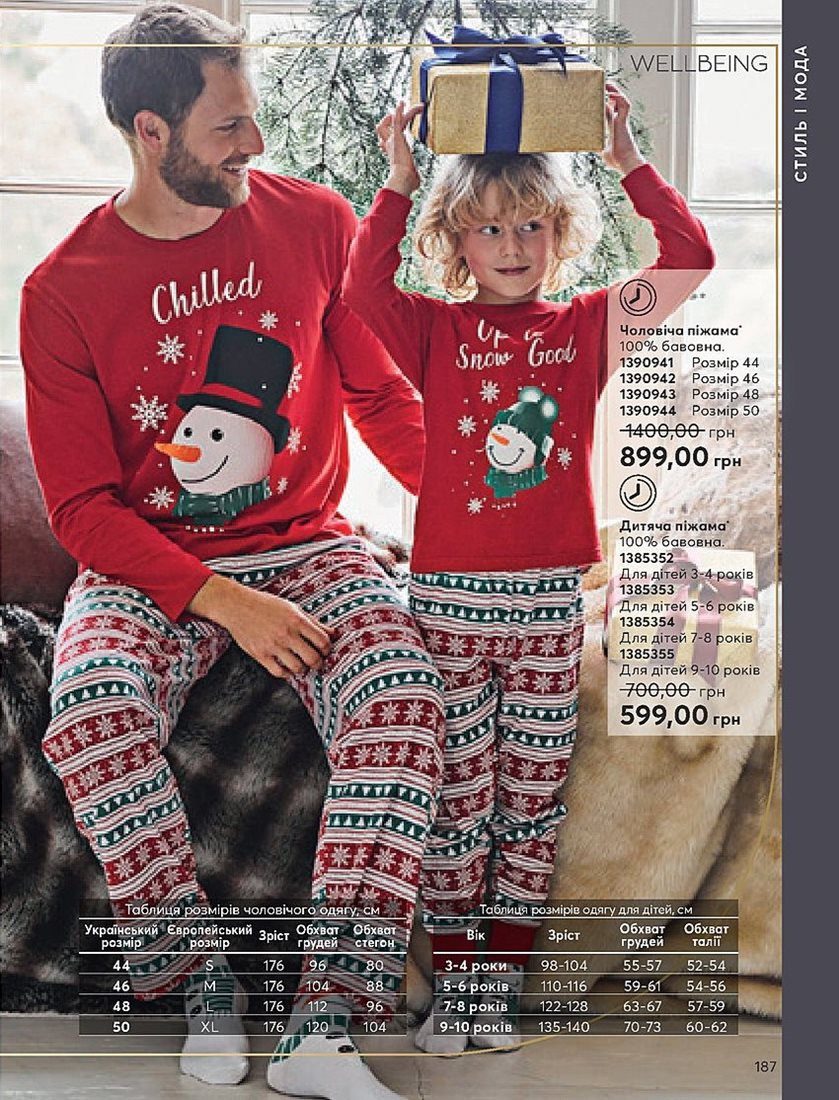 WELLBEING
СТИЛЬ | МОДА
Chilled
Snow Good
Чоловіча піжама*
100% бавовна.
1390941 Розмір 44
1390942 Розмір 46
1390943 Розмір 48
1390944 Розмір 50
1400,00 грн
899,00 грн
Дитяча піжама*
100% бавовна.
1385352
Для дітей 3-4 років
1385353
Для дітей 5-6 років
1385354
Для дітей 7-8 років
1385355
Для дітей 9-10 років
700,00 грн
599,00 грн
Таблиця розмірів чоловічого одягу, см
Український розмір Європейський розмір Зріст Обхват грудей Обхват стегон
44 S 176 96 80
46 M 176 104 88
48 L 176 112 96
50 XL 176 120 104
Таблиця розмірів одягу для дітей, см
Вік Зріст Обхват грудей Обхват талії
3-4 роки 98-104 55-57 52-54
5-6 років 110-116 59-61 54-56
7-8 років 122-128 63-67 57-59
9-10 років 135-140 70-73 60-62
187